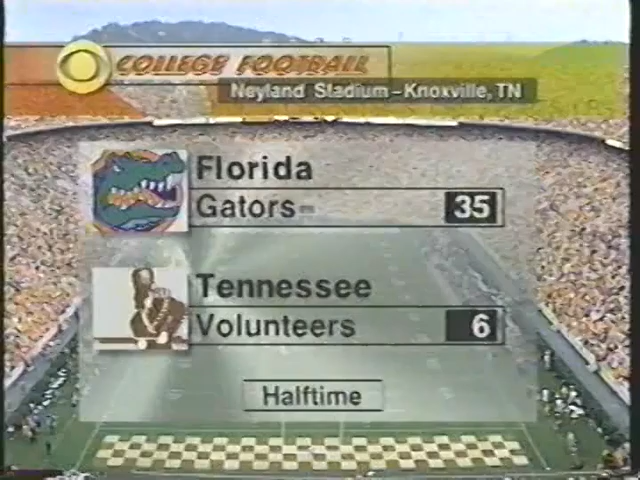 COLLEGE FOOTBALL
Neyland Stadium - Knoxville, TN
Florida
Gators 35
Tennessee
Volunteers 6
Halftime